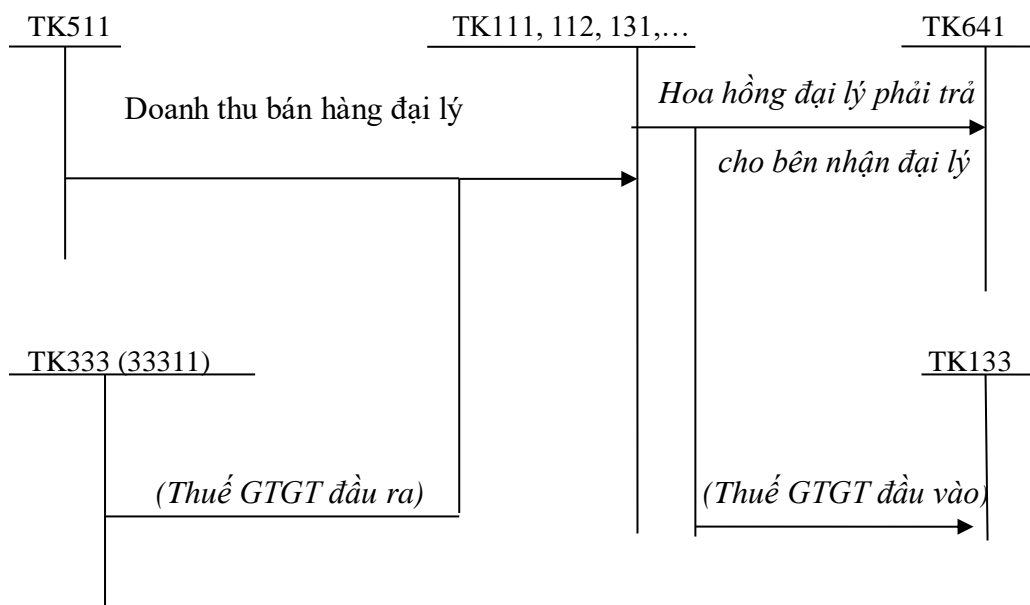 TK511
TK111, 112, 131,…
TK641
Doanh thu bán hàng đại lý
Hoa hồng đại lý phải trả
cho bên nhận đại lý
TK333 (33311)
TK133
(Thuế GTGT đầu ra)
(Thuế GTGT đầu vào)